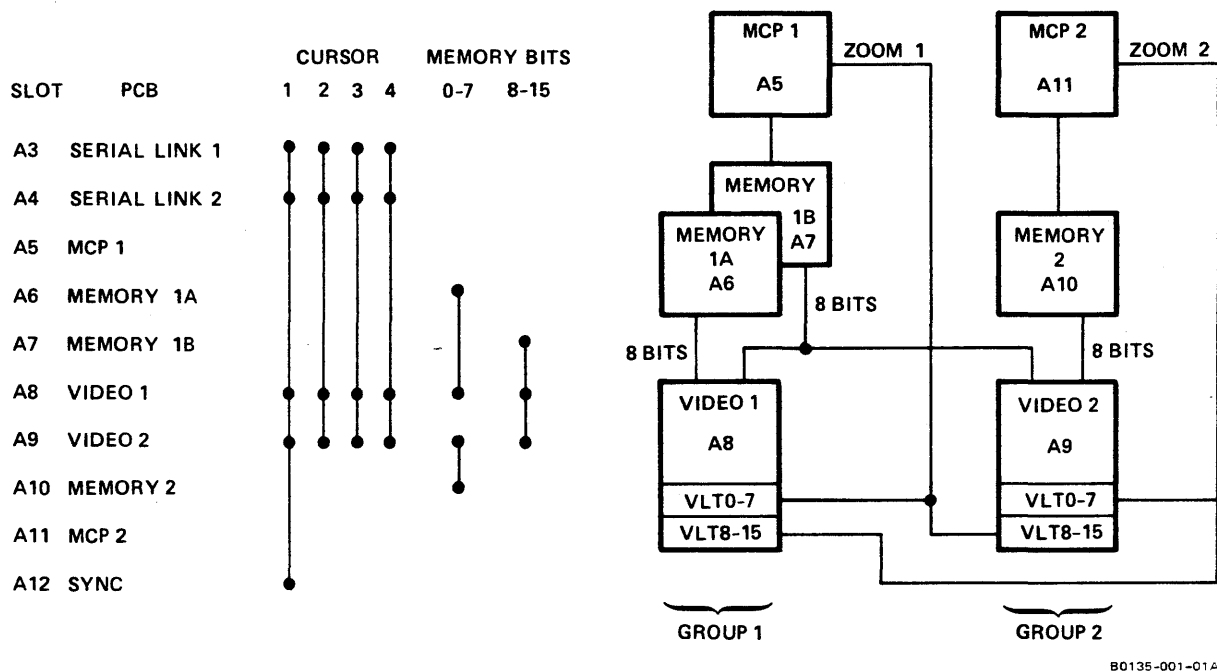 CURSOR MEMORY BITS
SLOT PCB 1 2 3 4 0-7 8-15
A3 SERIAL LINK 1
A4 SERIAL LINK 2
A5 MCP 1
A6 MEMORY 1A
A7 MEMORY 1B
A8 VIDEO 1
A9 VIDEO 2
A10 MEMORY 2
A11 MCP 2
A12 SYNC
MCP 1
A5
ZOOM 1
MCP 2
A11
ZOOM 2
MEMORY
1B
A7
MEMORY
1A
A6
MEMORY
2
A10
8 BITS
8 BITS
8 BITS
VIDEO 1
A8
VLT0-7
VLT8-15
VIDEO 2
A9
VLT0-7
VLT8-15
GROUP 1
GROUP 2
B0135-001-01A